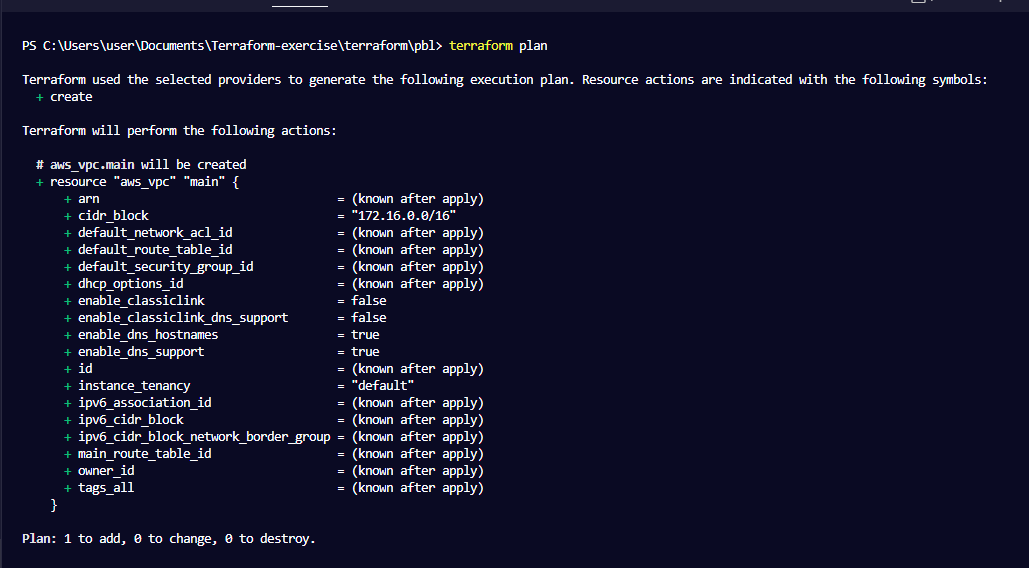 PS C:\Users\user\Documents\Terraform-exercise\terraform\pbl> terraform plan
Terraform used the selected providers to generate the following execution plan. Resource actions are indicated with the following symbols:
+ create
Terraform will perform the following actions:
# aws_vpc.main will be created
+ resource "aws_vpc" "main" {
+ arn = (known after apply)
+ cidr_block = "172.16.0.0/16"
+ default_network_acl_id = (known after apply)
+ default_route_table_id = (known after apply)
+ default_security_group_id = (known after apply)
+ dhcp_options_id = (known after apply)
+ enable_classiclink = false
+ enable_classiclink_dns_support = false
+ enable_dns_hostnames = true
+ enable_dns_support = true
+ id = (known after apply)
+ instance_tenancy = "default"
+ ipv6_association_id = (known after apply)
+ ipv6_cidr_block = (known after apply)
+ ipv6_cidr_block_network_border_group = (known after apply)
+ main_route_table_id = (known after apply)
+ owner_id = (known after apply)
+ tags_all = (known after apply)
}
Plan: 1 to add, 0 to change, 0 to destroy.